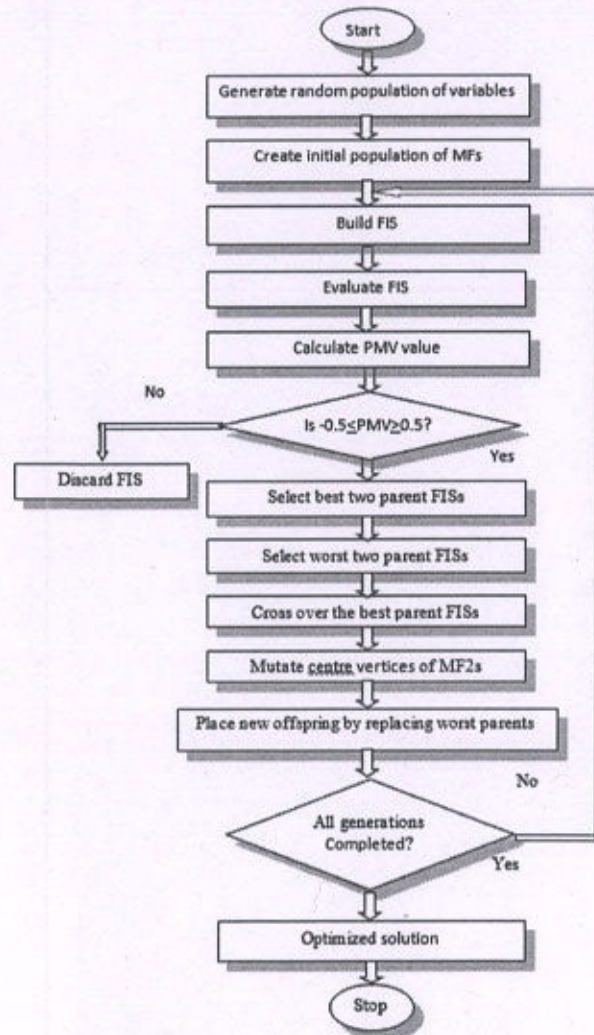 Start
Generate random population of variables
Create initial population of MFs
Build FIS
Evaluate FIS
Calculate PMV value
No
Is -0.5≤PMV≥0.5?
Yes
Discard FIS
Select best two parent FISs
Select worst two parent FISs
Cross over the best parent FISs
Mutate centre vertices of MF2s
Place new offspring by replacing worst parents
No
All generations
Completed?
Yes
Optimized solution
Stop